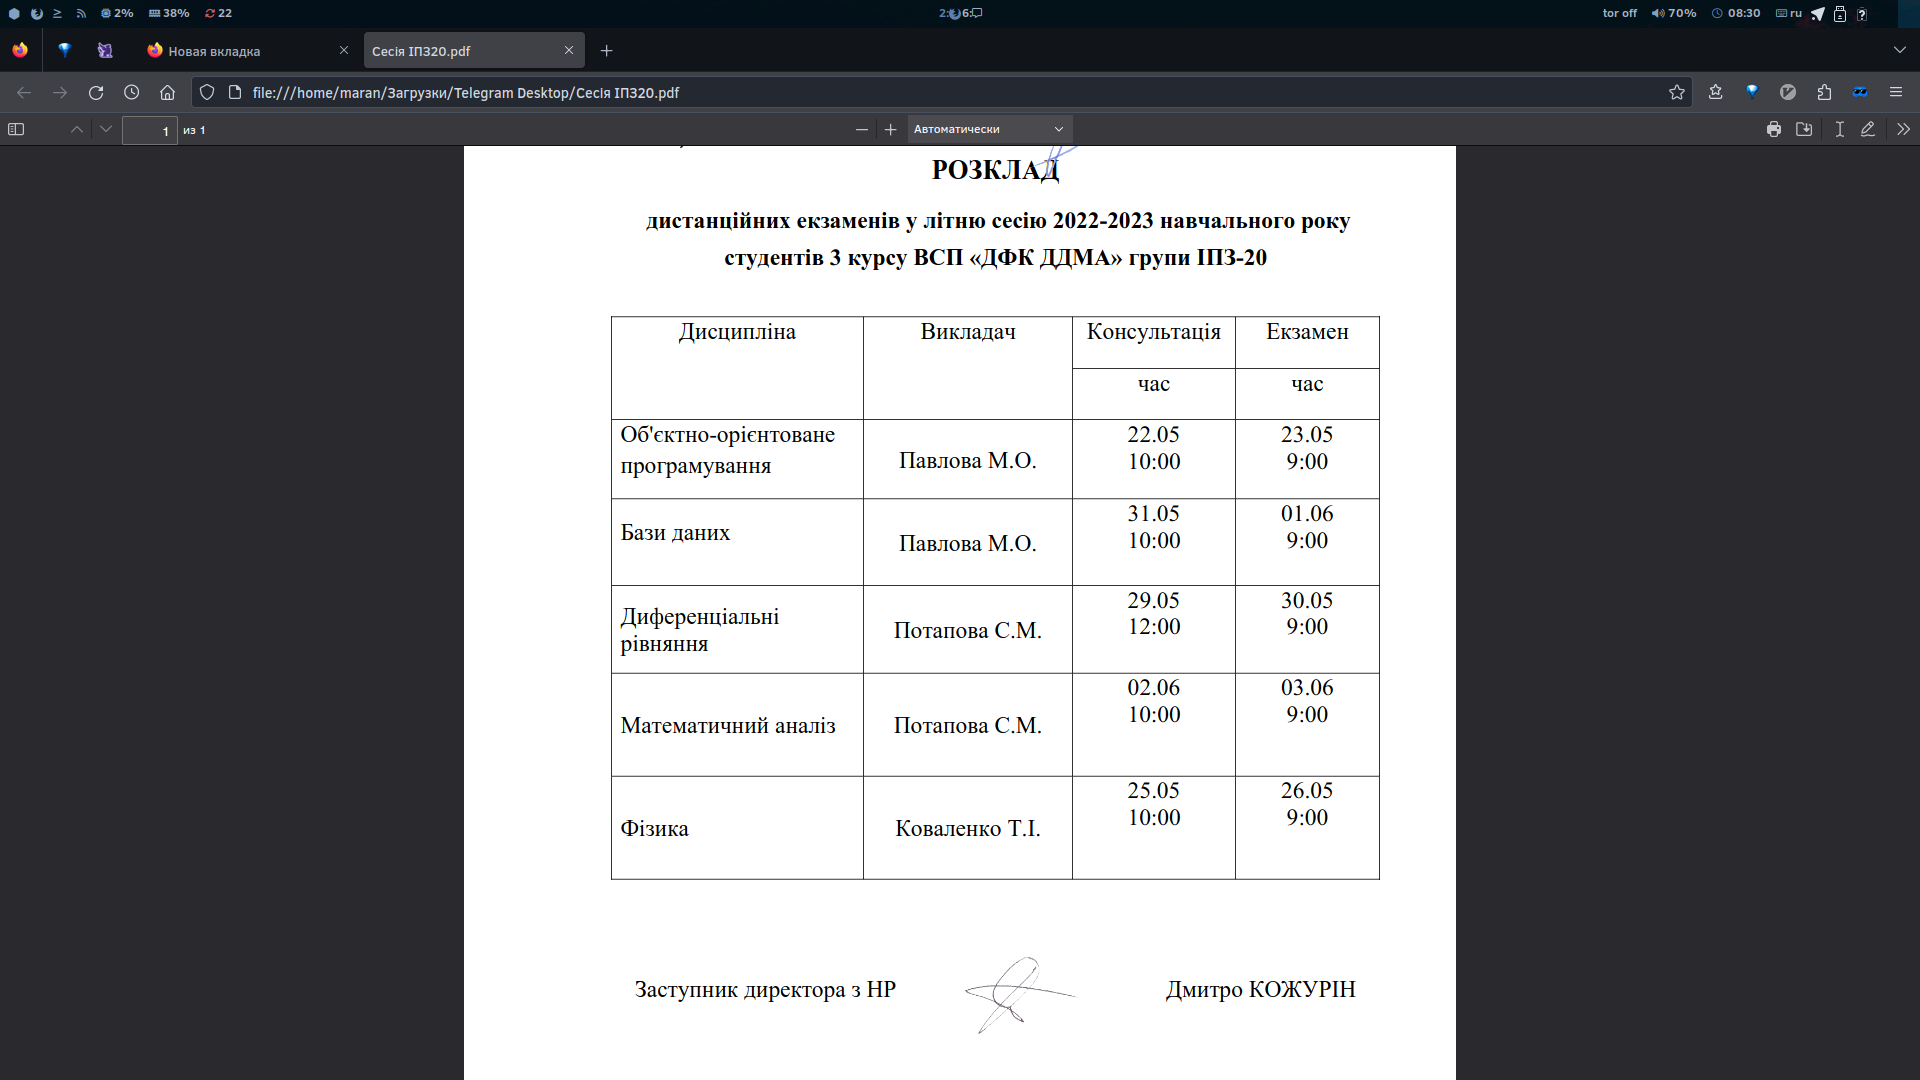 2%
38%
22
tor off
70%
08:30
ru
Новая вкладка
Сесія ІПЗ20.pdf
file:///home/maran/Загрузки/Telegram Desktop/Сесія ІПЗ20.pdf
1
из 1
Автоматически
РОЗКЛАД
дистанційних екзаменів у літню сесію 2022-2023 навчального року
студентів 3 курсу ВСП «ДФК ДДМА» групи ІПЗ-20
Дисципліна
Викладач
Консультація
Екзамен
час
час
Об'єктно-орієнтоване
програмування
Павлова М.О.
22.05
10:00
23.05
9:00
Бази даних
Павлова М.О.
31.05
10:00
01.06
9:00
Диференціальні
рівняння
Потапова С.М.
29.05
12:00
30.05
9:00
Математичний аналіз
Потапова С.М.
02.06
10:00
03.06
9:00
Фізика
Коваленко Т.І.
25.05
10:00
26.05
9:00
Заступник директора з НР
Дмитро КОЖУРІН